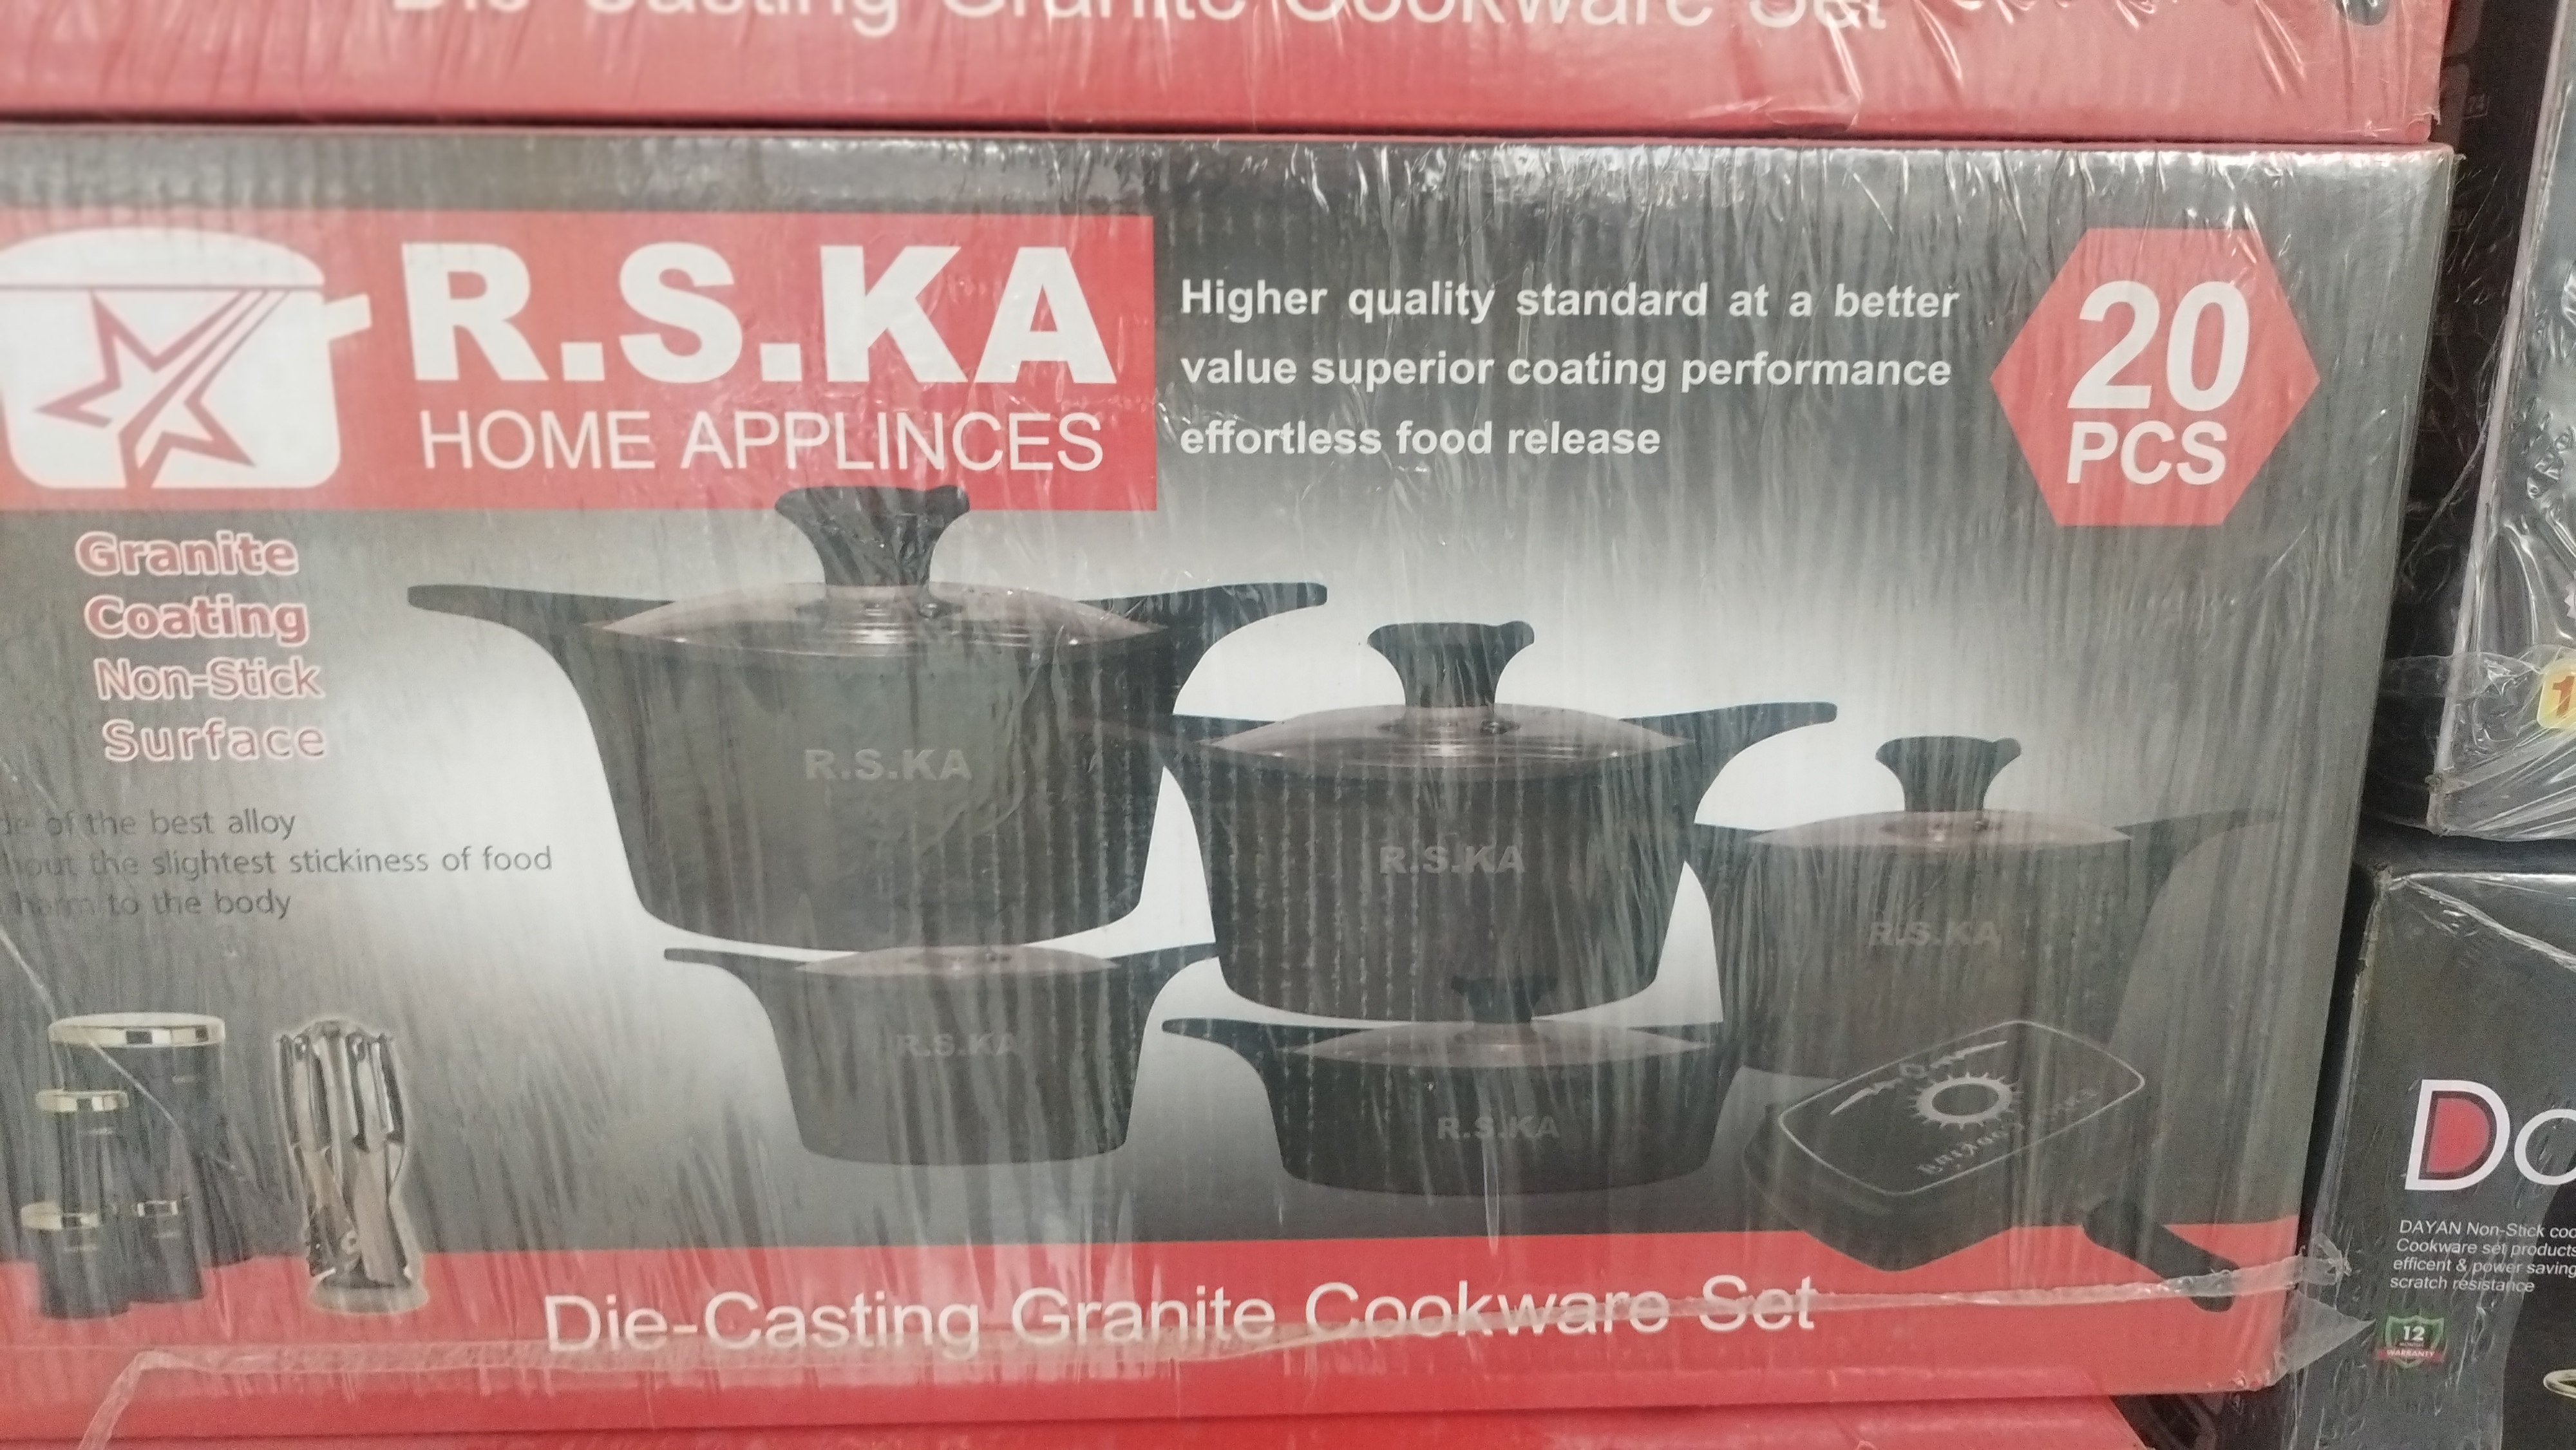 Die-Casting Granite Cookware Set
R.S.KA
HOME APPLINCES
Higher quality standard at a better
value superior coating performance
effortless food release
20
PCS
Granite
Coating
Non-Stick
Surface
of the best alloy
the slightest stickiness of food
harm to the body
R.S.KA
R.S.KA
R.S.KA
R.S.KA
R.S.KA
Die-Casting Granite Cookware Set
DAYAN Non-Stick
Cookware set products
efficent & power saving
scratch resistance
12
WARRANTY